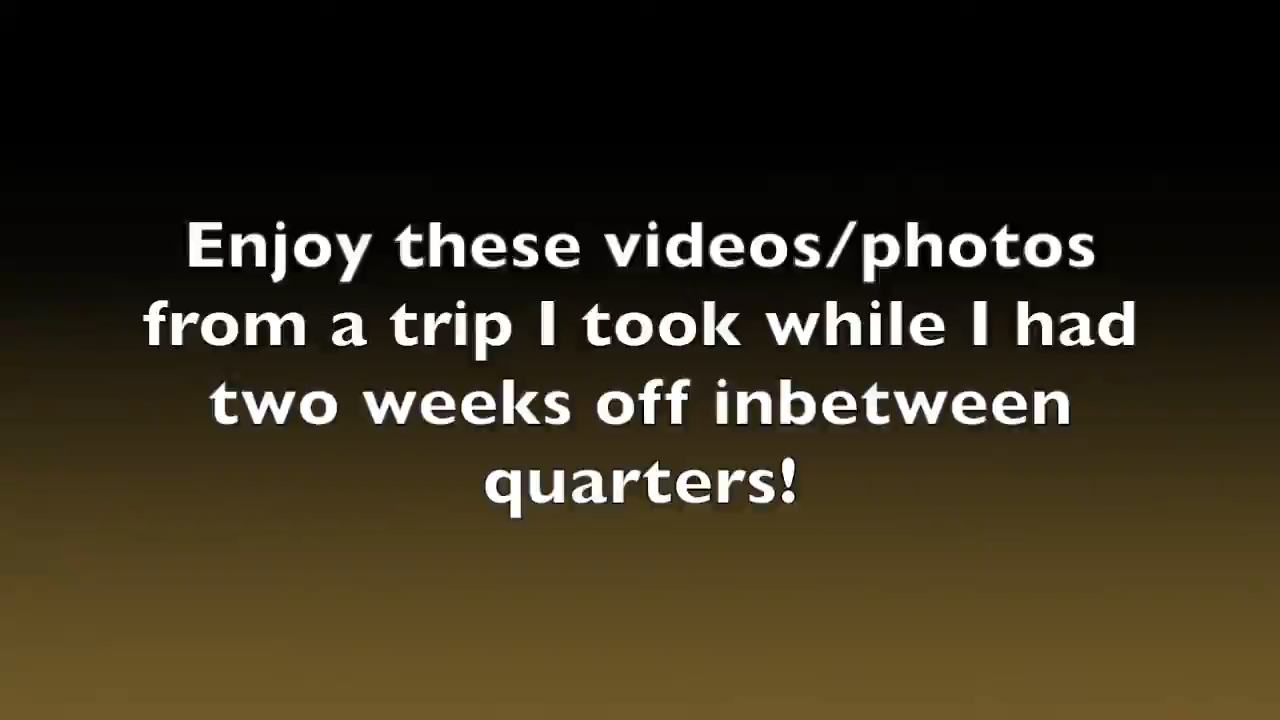 Enjoy these videos/photos
from a trip I took while I had
two weeks off inbetween
quarters!